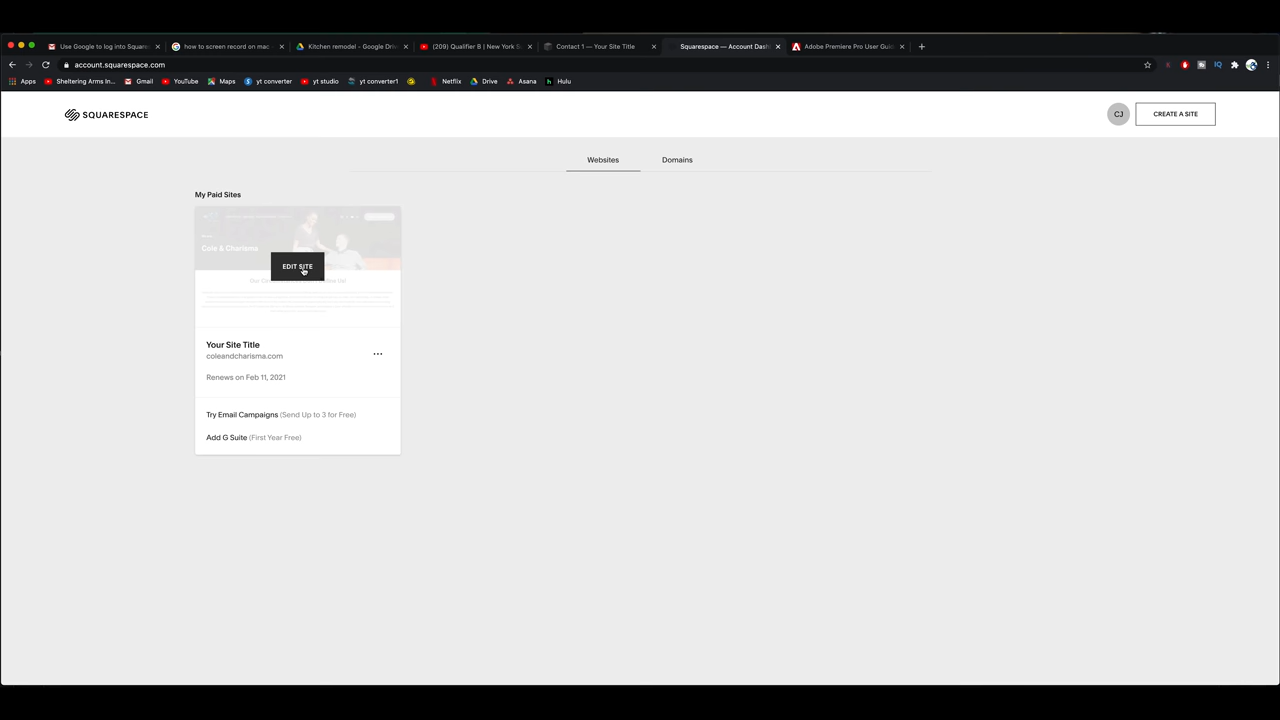 Use Google to log into Squares
how to screen record on mac
Kitchen remodel - Google Driv
(209) Qualifier B | New York S
Contact 1 — Your Site Title
Squarespace — Account Dash
Adobe Premiere Pro User Guid
account.squarespace.com
Apps
Sheltering Arms In...
Gmail
YouTube
Maps
yt converter
yt studio
yt converter1
Netflix
Drive
Asana
Hulu
SQUARESPACE
CJ
CREATE A SITE
Websites
Domains
My Paid Sites
Cole & Charisma
EDIT SITE
Your Site Title
coleandcharisma.com
...
Renews on Feb 11, 2021
Try Email Campaigns (Send Up to 3 for Free)
Add G Suite (First Year Free)